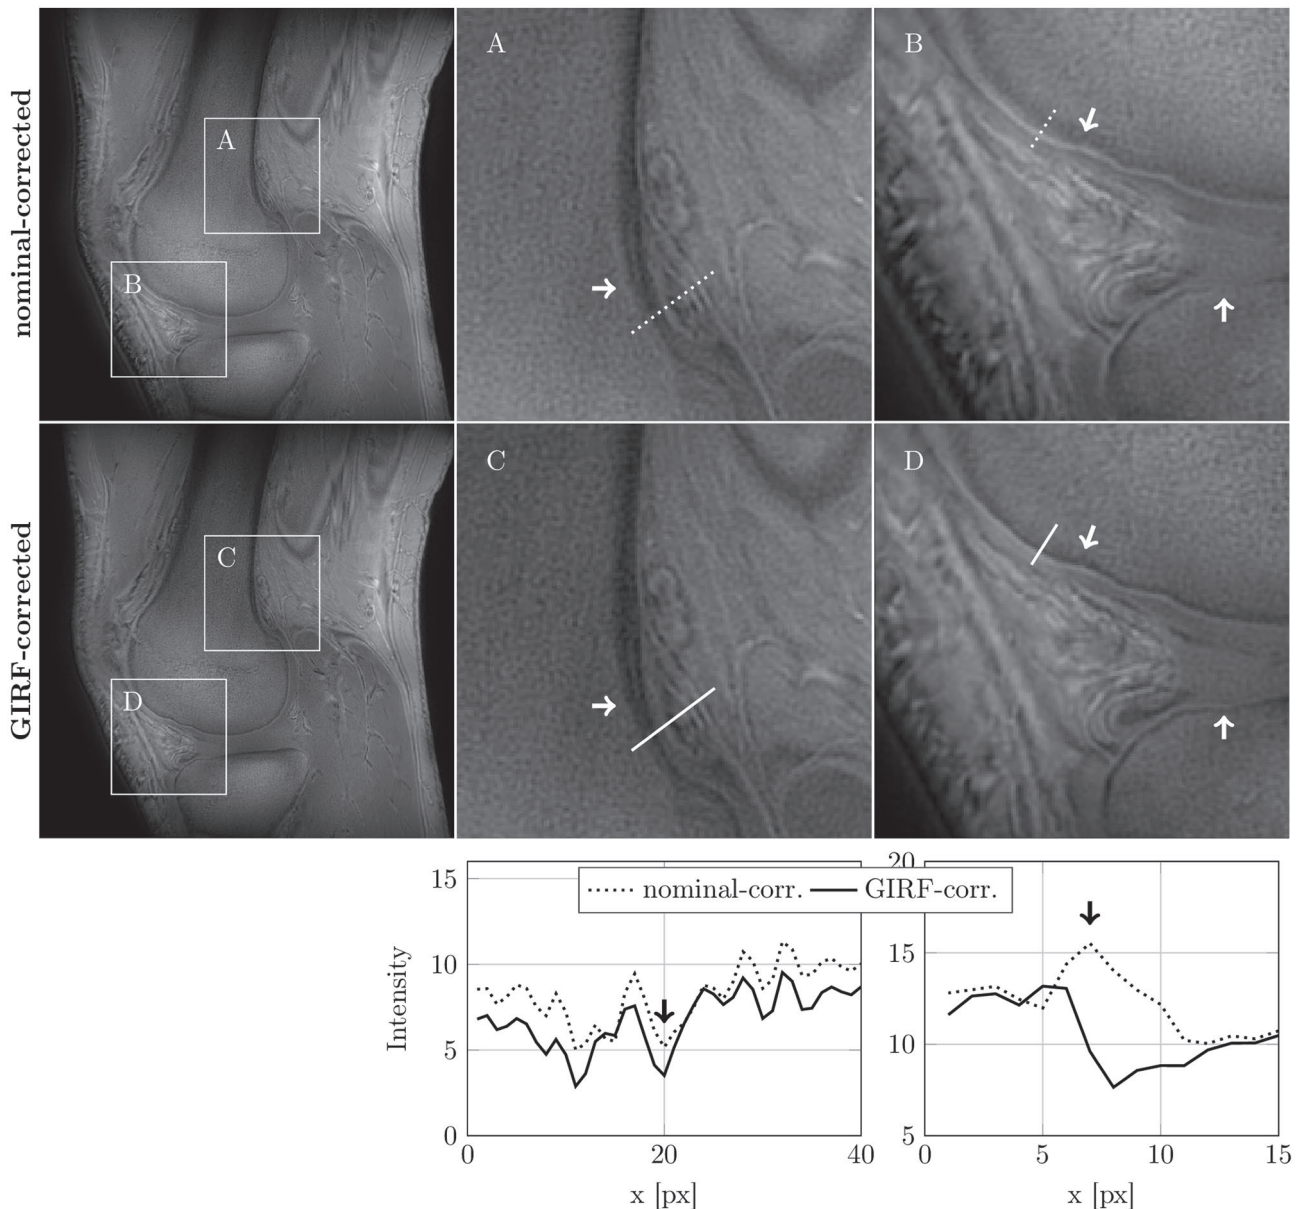 nominal-corrected
A
B
A
B
GIRF-corrected
C
D
C
D
Intensity
15
10
5
0
0
20
40
x [px]
nominal-corr.
GIRF-corr.
20
15
10
5
0
5
10
15
x [px]